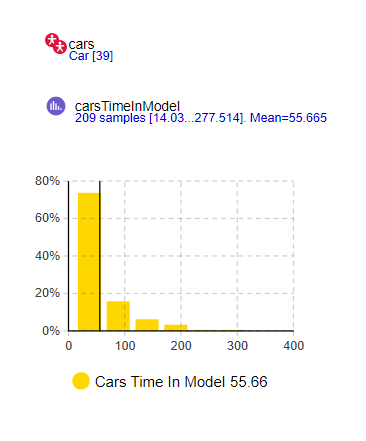 cars
Car [39]
carsTimeInModel
209 samples [14.03...277.514]. Mean=55.665
80%
60%
40%
20%
0%
0 100 200 300 400
Cars Time In Model 55.66